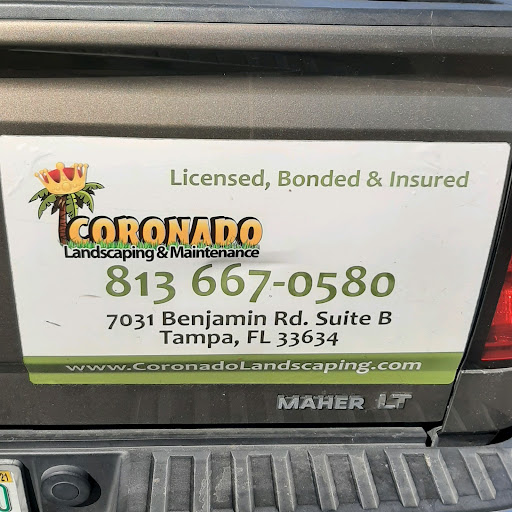 Licensed, Bonded & Insured
CORONADO
Landscaping & Maintenance
813 667-0580
7031 Benjamin Rd. Suite B
Tampa, FL 33634
www.CoronadoLandscaping.com
MAHER LT
21